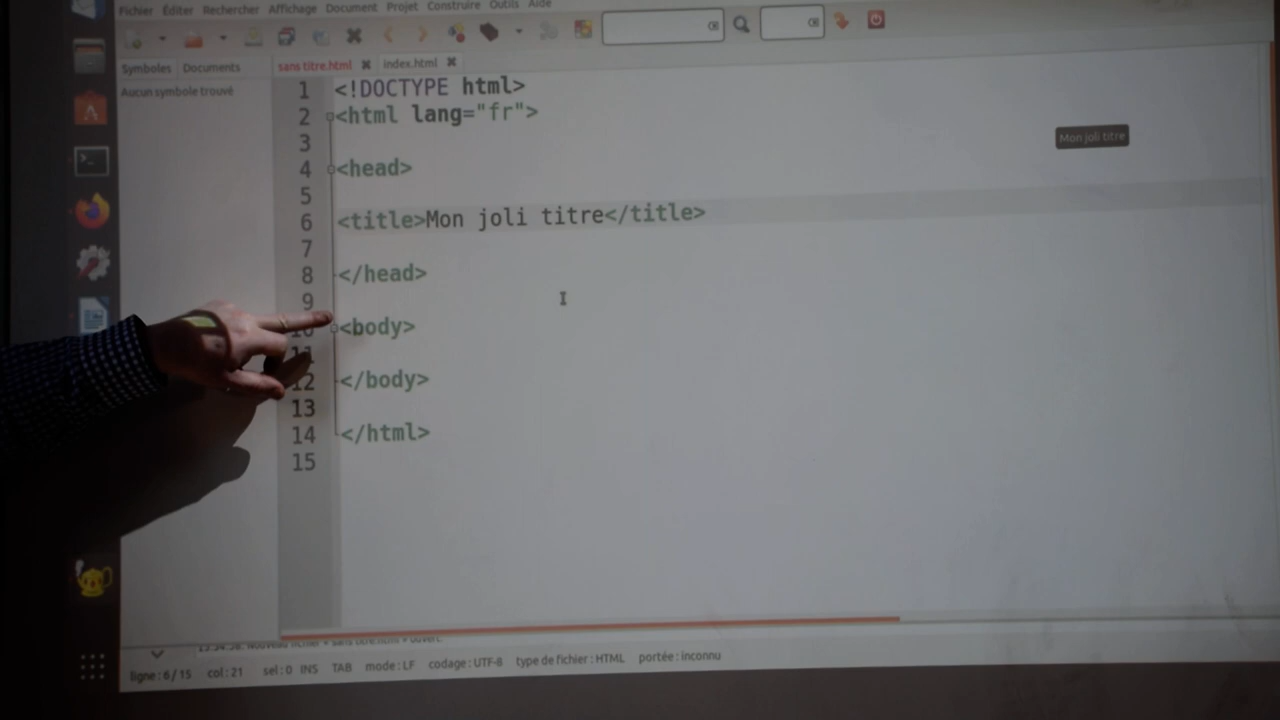 Fichier Éditer Rechercher Affichage Document Projet Construire Outils Aide
Symboles Documents sans titre.html index.html
Aucun symbole trouvé
1 <!DOCTYPE html>
2 <html lang="fr">
3
Mon joli titre
4 <head>
5
6 <title>Mon joli titre</title>
7
8 </head>
9
10 <body>
11
12 </body>
13
14 </html>
15
ligne : 6 / 15 col : 21 sel : 0 INS TAB mode : LF codage : UTF-8 type de fichier : HTML portée : inconnu